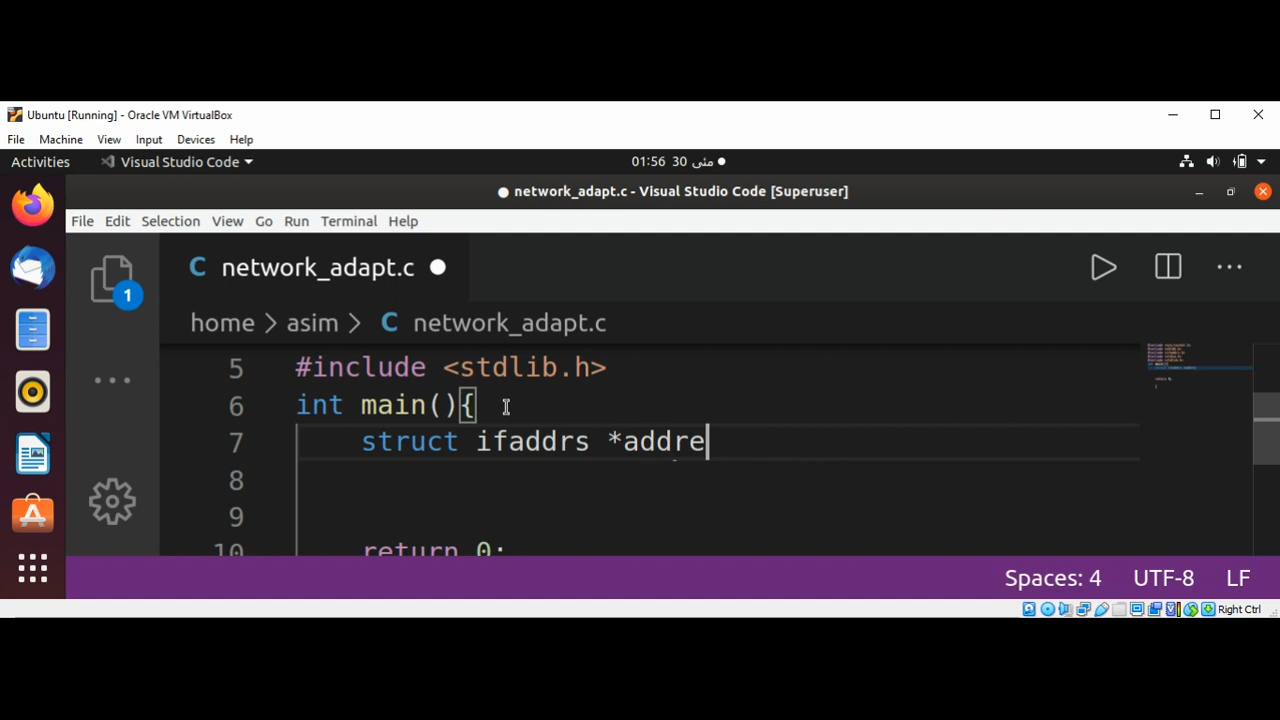 Ubuntu [Running] - Oracle VM VirtualBox
File Machine View Input Devices Help
Activities Visual Studio Code 01:56 30 مئی
● network_adapt.c - Visual Studio Code [Superuser]
File Edit Selection View Go Run Terminal Help
C network_adapt.c
home > asim > C network_adapt.c
1
5 #include <stdlib.h>
6 int main(){
7 struct ifaddrs *addre
8
9
10 return 0;
Spaces: 4 UTF-8 LF
Right Ctrl